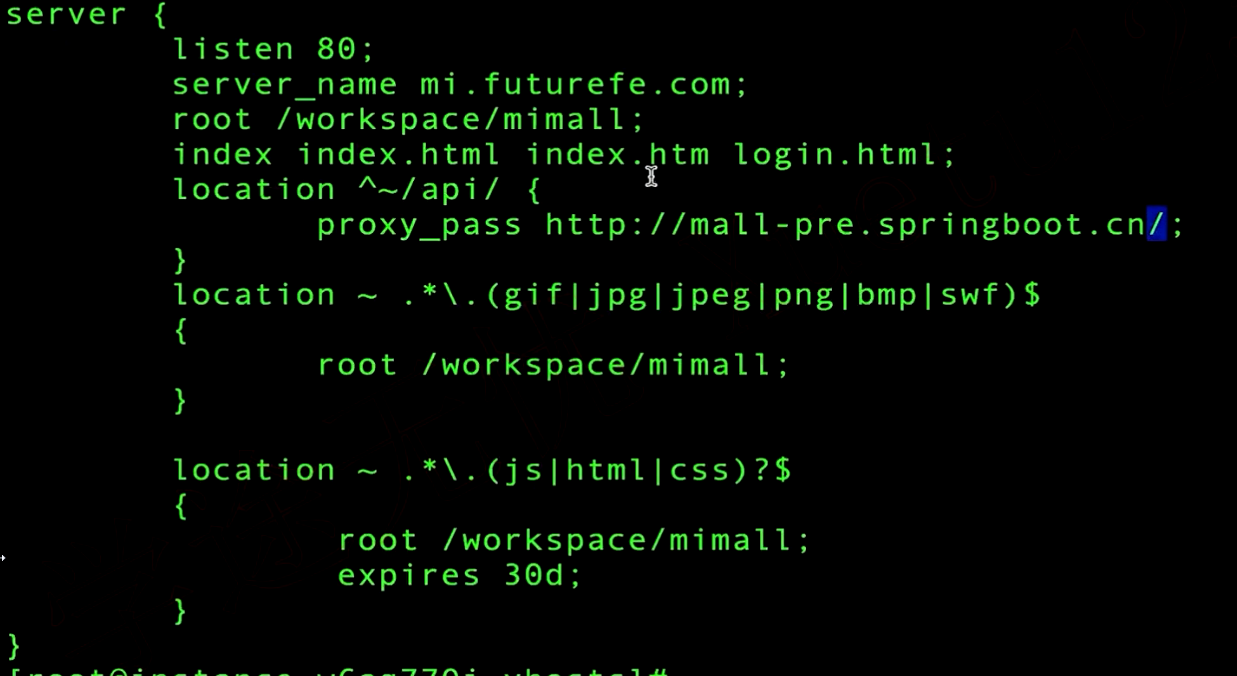 server {
listen 80;
server_name mi.futurefe.com;
root /workspace/mimall;
index index.html index.htm login.html;
location ^~/api/ {
proxy_pass http://mall-pre.springboot.cn/;
}
location ~ .*\.(gif|jpg|jpeg|png|bmp|swf)$
{
root /workspace/mimall;
}
location ~ .*\.(js|html|css)?$
{
root /workspace/mimall;
expires 30d;
}
}